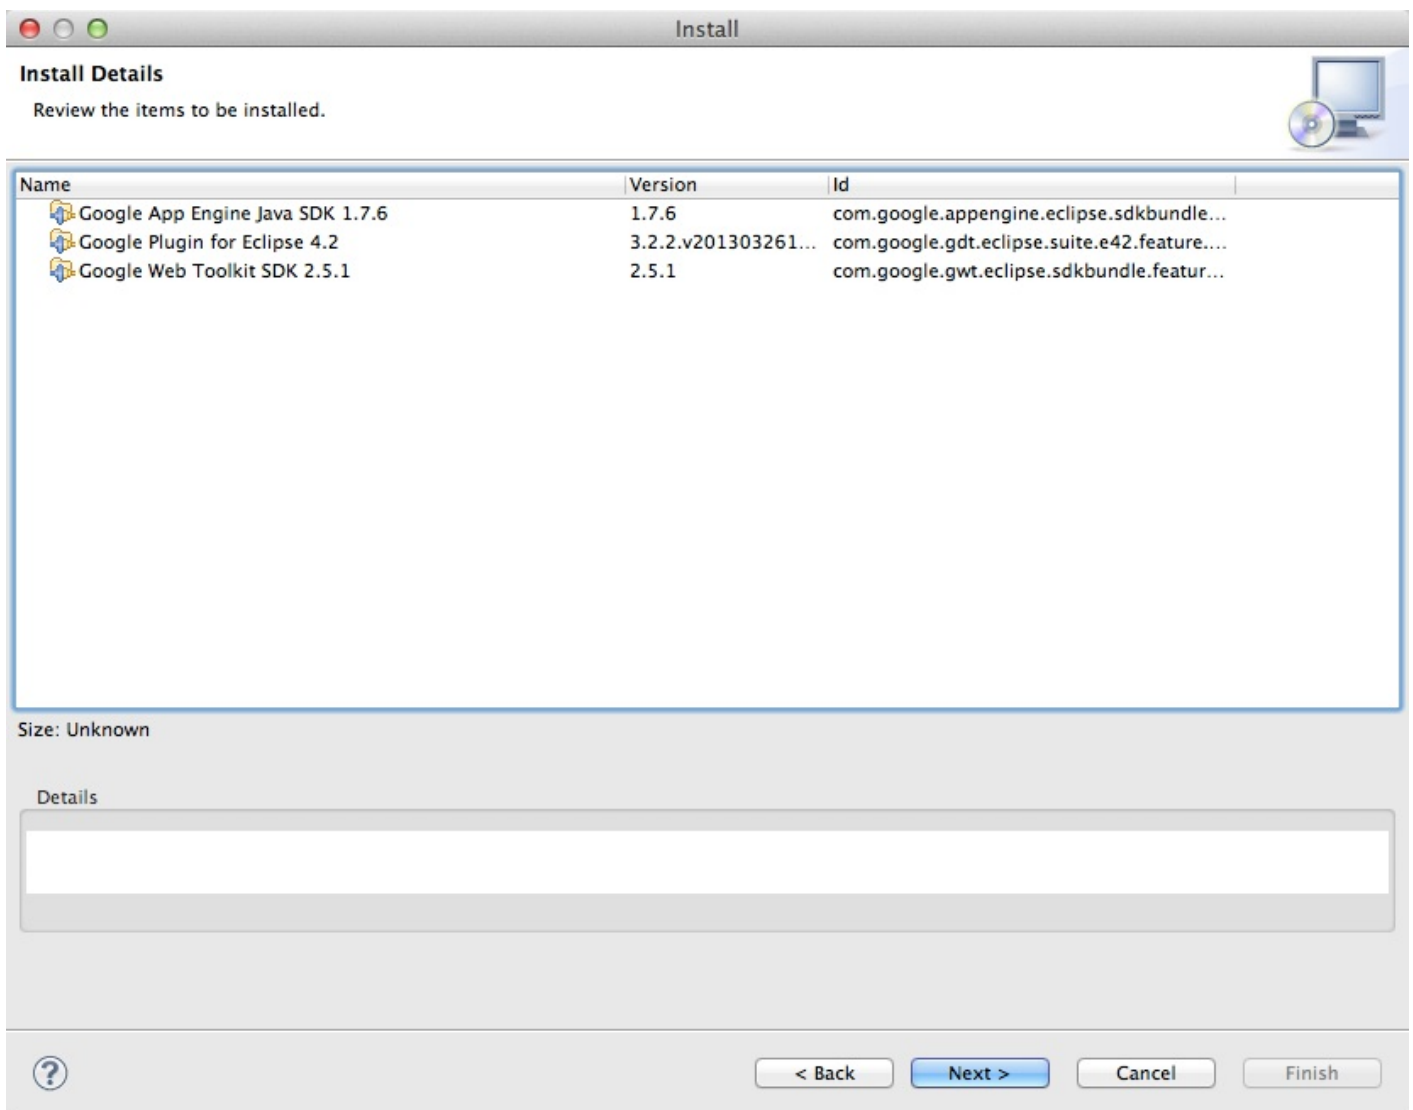 Install
Install Details
Review the items to be installed.
Name Version Id
Google App Engine Java SDK 1.7.6 1.7.6 com.google.appengine.eclipse.sdkbundle...
Google Plugin for Eclipse 4.2 3.2.2.v201303261... com.google.gdt.eclipse.suite.e42.feature....
Google Web Toolkit SDK 2.5.1 2.5.1 com.google.gwt.eclipse.sdkbundle.featur...
Size: Unknown
Details
? < Back Next > Cancel Finish